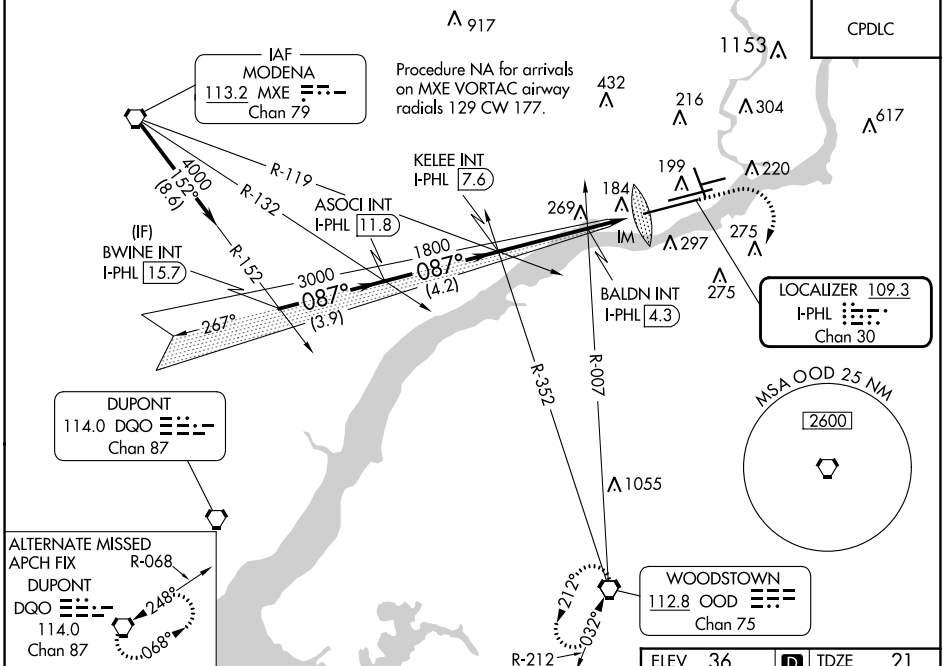 917
CPDLC
1153
IAF
MODENA
113.2 MXE
Chan 79
Procedure NA for arrivals
on MXE VORTAC airway
radials 129 CW 177.
432
216
304
617
KELEE INT
I-PHL 7.6
R-119
4000
152°
(8.6)
R-132
199
220
184
ASOCI INT
I-PHL 11.8
269
IM
297
275
(IF)
BWINE INT
I-PHL 15.7
R-152
1800
3000
087°
(4.2)
087°
(3.9)
267°
275
BALDN INT
I-PHL 4.3
LOCALIZER 109.3
I-PHL
Chan 30
R-352
R-007
MSA OOD 25 NM
2600
DUPONT
114.0 DQO
Chan 87
1055
ALTERNATE MISSED
APCH FIX
R-068
DUPONT
DQO
114.0
Chan 87
248°
068°
WOODSTOWN
112.8 OOD
Chan 75
212°
032°
R-212
ELEV 36
D
TDZE 21